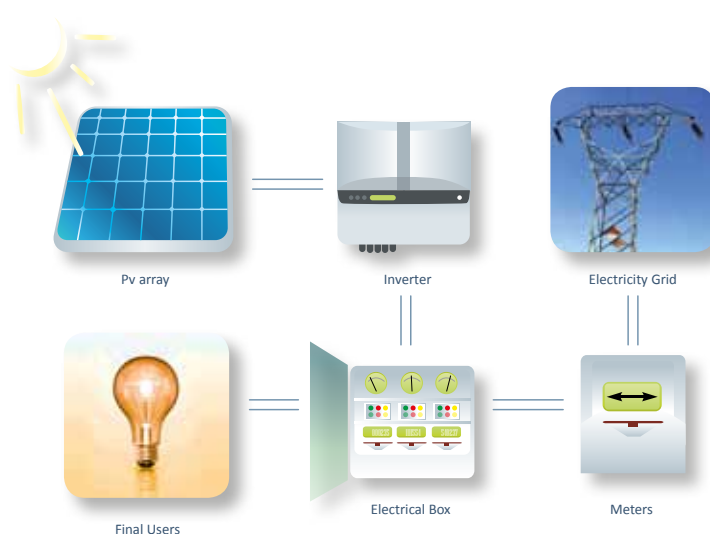 Pv array
Inverter
Electricity Grid
Final Users
Electrical Box
Meters